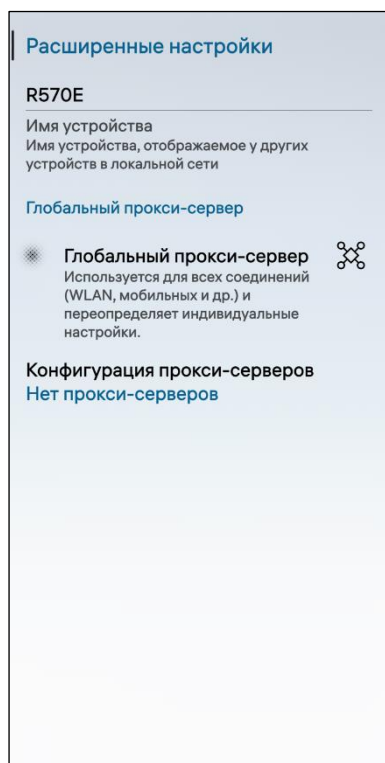 Расширенные настройки
R570E
Имя устройства
Имя устройства, отображаемое у других
устройств в локальной сети
Глобальный прокси-сервер
Глобальный прокси-сервер
Используется для всех соединений
(WLAN, мобильных и др.) и
переопределяет индивидуальные
настройки.
Конфигурация прокси-серверов
Нет прокси-серверов